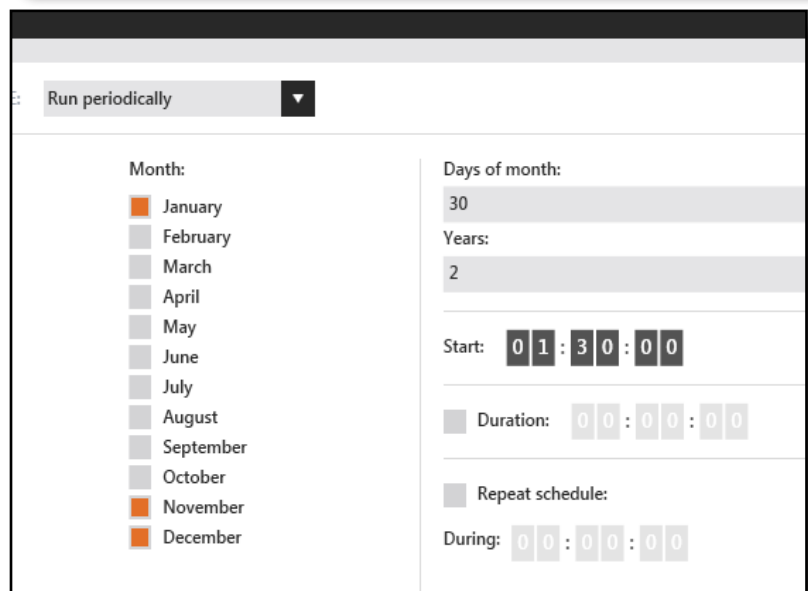 E: Run periodically
Month:
January
February
March
April
May
June
July
August
September
October
November
December
Days of month:
30
Years:
2
Start: 01:30:00
Duration: 00:00:00
Repeat schedule:
During: 00:00:00